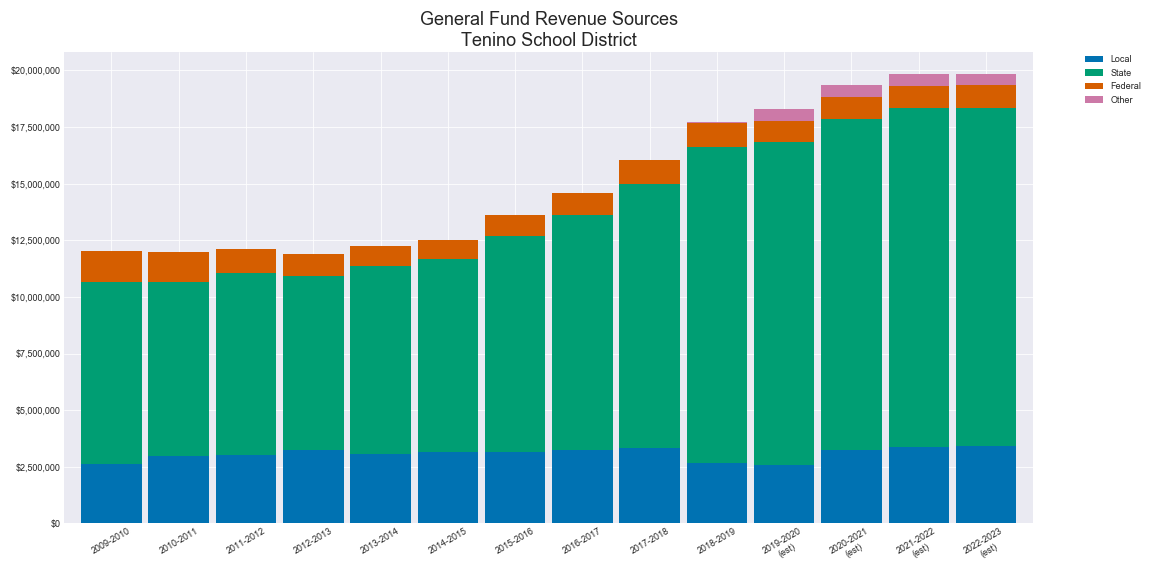 General Fund Revenue Sources
Tenino School District
Local
State
Federal
Other
$20,000,000
$17,500,000
$15,000,000
$12,500,000
$10,000,000
$7,500,000
$5,000,000
$2,500,000
$0
2009-2010
2010-2011
2011-2012
2012-2013
2013-2014
2014-2015
2015-2016
2016-2017
2017-2018
2018-2019
2019-2020
(est)
2020-2021
(est)
2021-2022
(est)
2022-2023
(est)